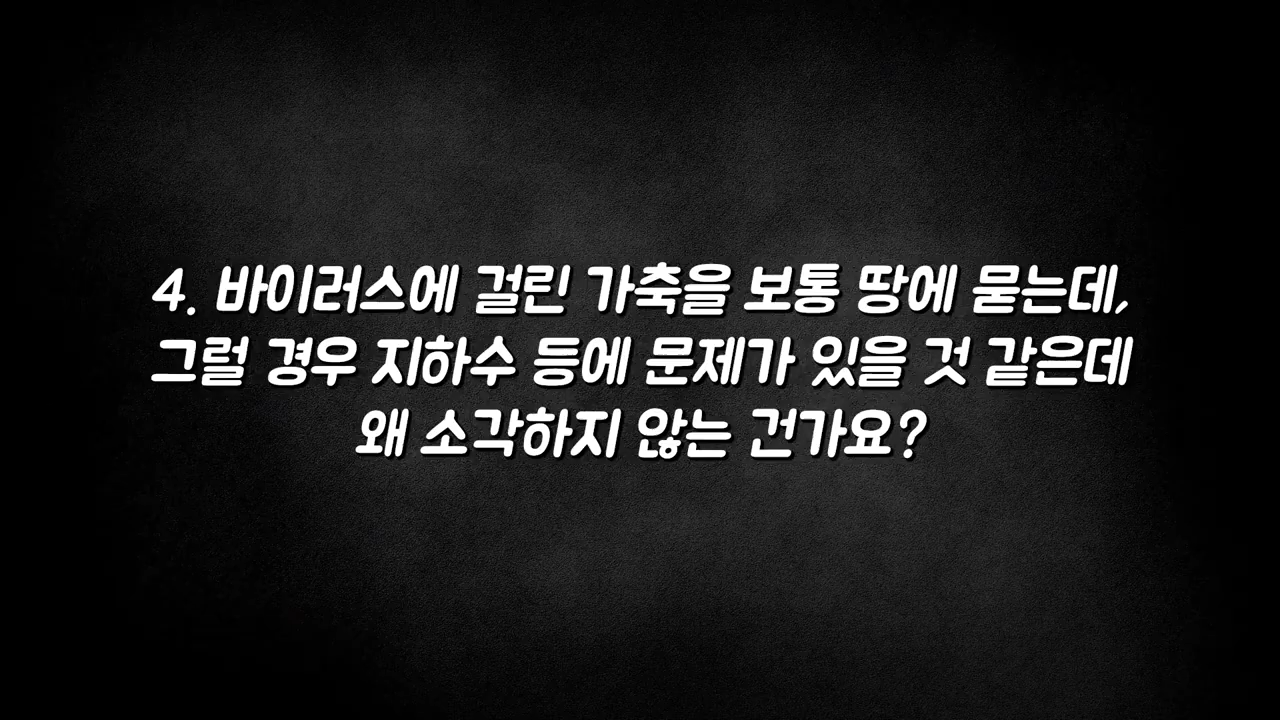 4. 바이러스에 걸린 가축을 보통 땅에 묻는데,
그럴 경우 지하수 등에 문제가 있을 것 같은데
왜 소각하지 않는 건가요?